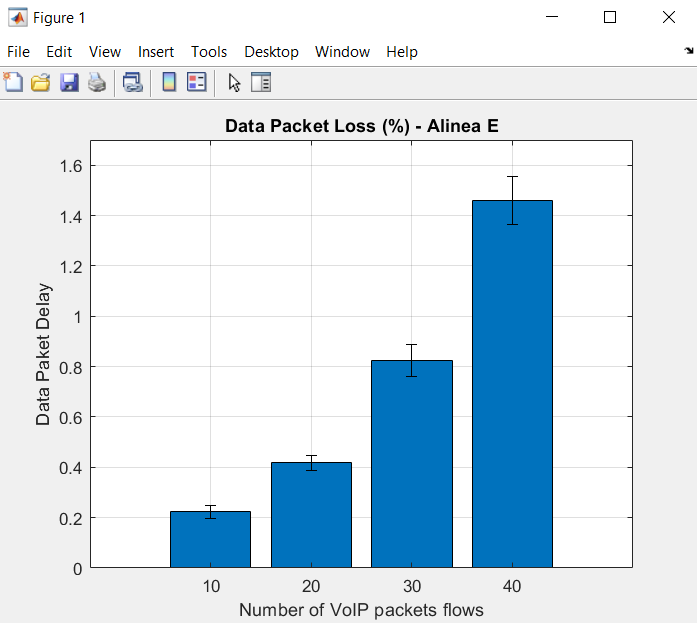 Figure 1
File Edit View Insert Tools Desktop Window Help
Data Packet Loss (%) - Alinea E
1.6
1.4
1.2
1
0.8
0.6
0.4
0.2
0
Data Paket Delay
10 20 30 40
Number of VoIP packets flows